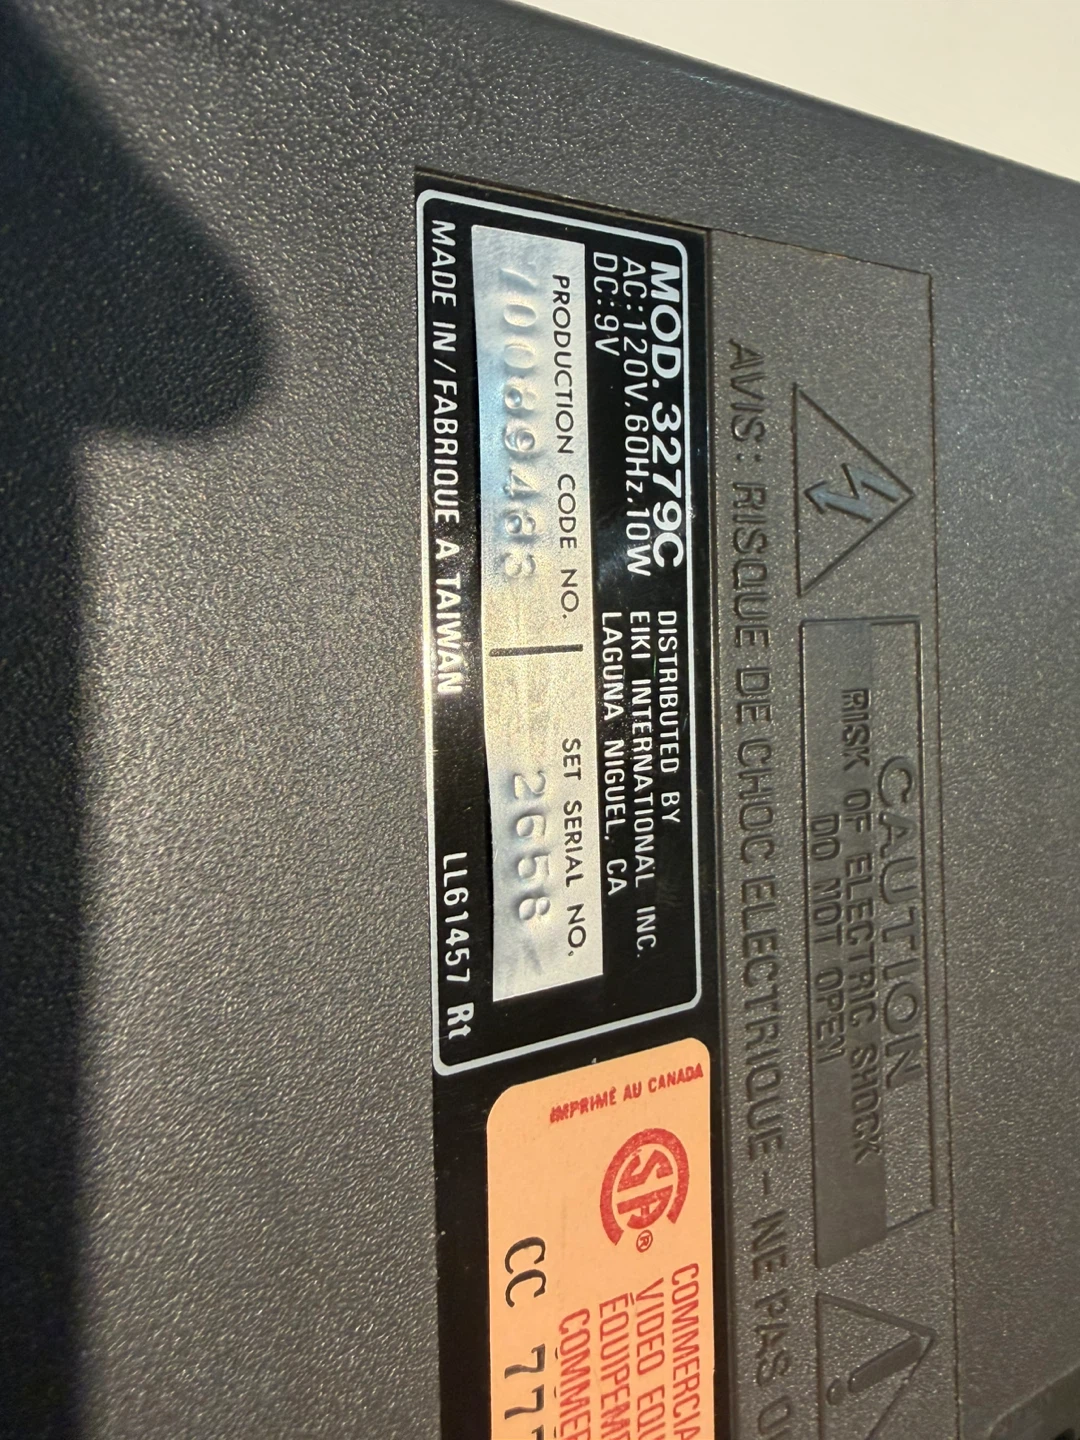 CAUTION
RISK OF ELECTRIC SHOCK
DO NOT OPEN
AVIS: RISQUE DE CHOC ELECTRIQUE - NE PAS
MOD. 3279C
AC:120V,60Hz.10W
DC:9V
DISTRIBUTED BY
EIKI INTERNATIONAL INC.
LAGUNA NIGUEL, CA
PRODUCTION CODE NO.
SET SERIAL NO.
2658
MADE IN/FABRIQUE A TAIWAN
LL61457 Rt
IMPRIMÉ AU CANADA
CSA®
VIDEO
CC